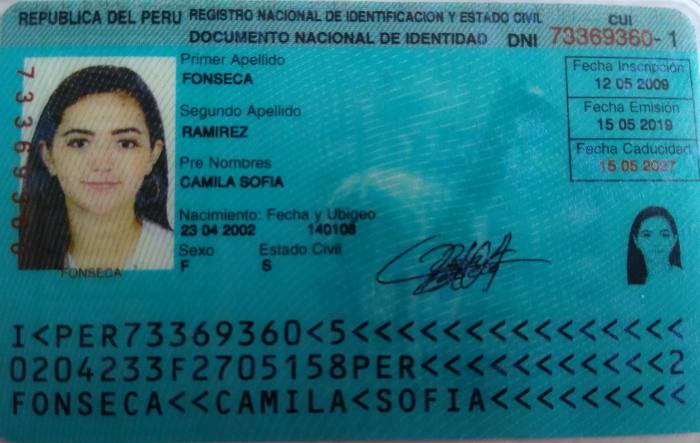 REPUBLICA DEL PERU REGISTRO NACIONAL DE IDENTIFICACION Y ESTADO CIVIL
DOCUMENTO NACIONAL DE IDENTIDAD DNI
CUI
73369360-1
Primer Apellido
FONSECA
Segundo Apellido
RAMIREZ
Pre Nombres
CAMILA SOFIA
Nacimiento: Fecha y Ubigeo
23 04 2002 140108
Sexo Estado Civil
F S
Fecha Inscripción
12 05 2009
Fecha Emisión
15 05 2019
Fecha Caducidad
15 05 2027
73369360
FONSECA
I<PER73369360<5<<<<<<<<<<<<<<<
0204233F2705158PER<<<<<<<<<<<2
FONSECA<<CAMILA<SOFIA<<<<<<<<<